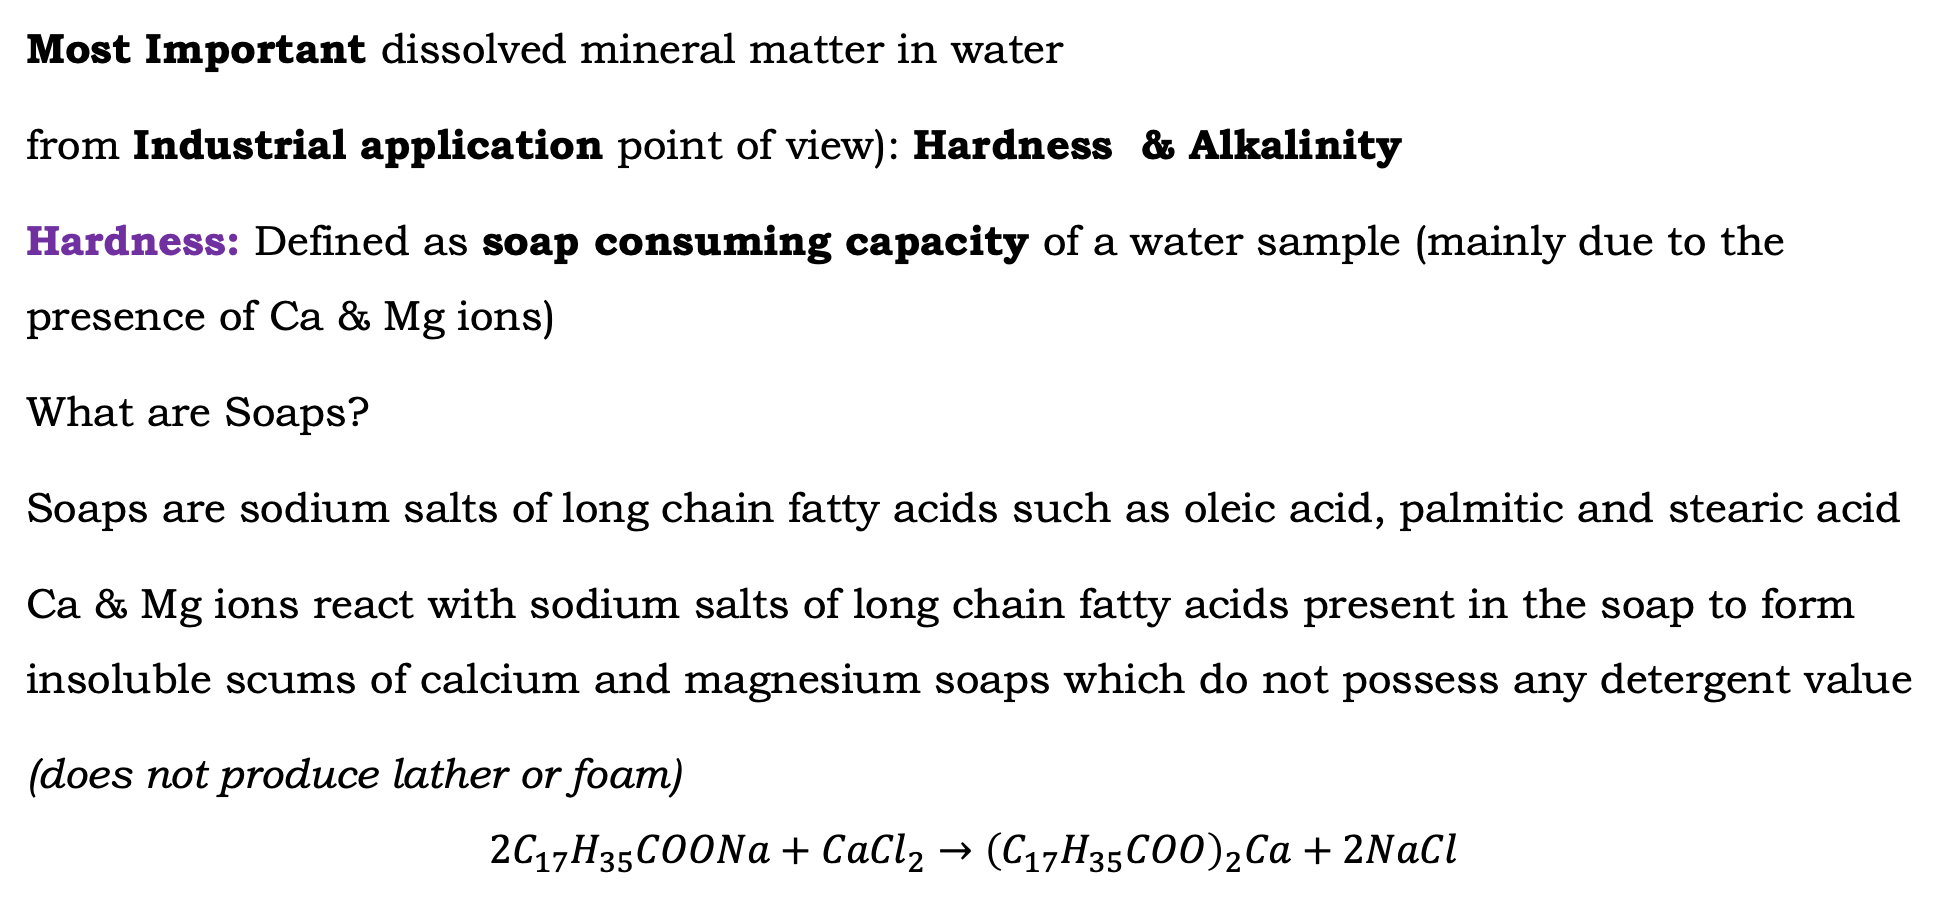 Most Important dissolved mineral matter in water
from Industrial application point of view): Hardness & Alkalinity
Hardness: Defined as soap consuming capacity of a water sample (mainly due to the
presence of Ca & Mg ions)
What are Soaps?
Soaps are sodium salts of long chain fatty acids such as oleic acid, palmitic and stearic acid
Ca & Mg ions react with sodium salts of long chain fatty acids present in the soap to form
insoluble scums of calcium and magnesium soaps which do not possess any detergent value
(does not produce lather or foam)
2C₁₇H₃₅COONa + CaCl₂ → (C₁₇H₃₅COO)₂Ca + 2NaCl